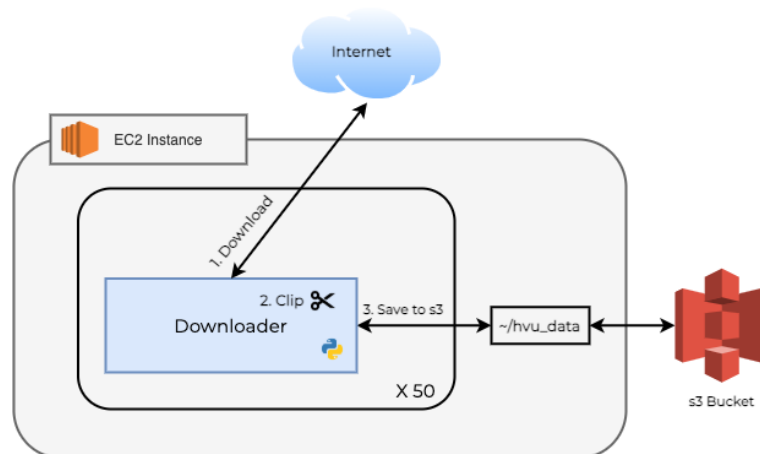 Internet
EC2 Instance
1. Download
2. Clip
3. Save to s3
Downloader
~/hvu_data
X 50
s3 Bucket